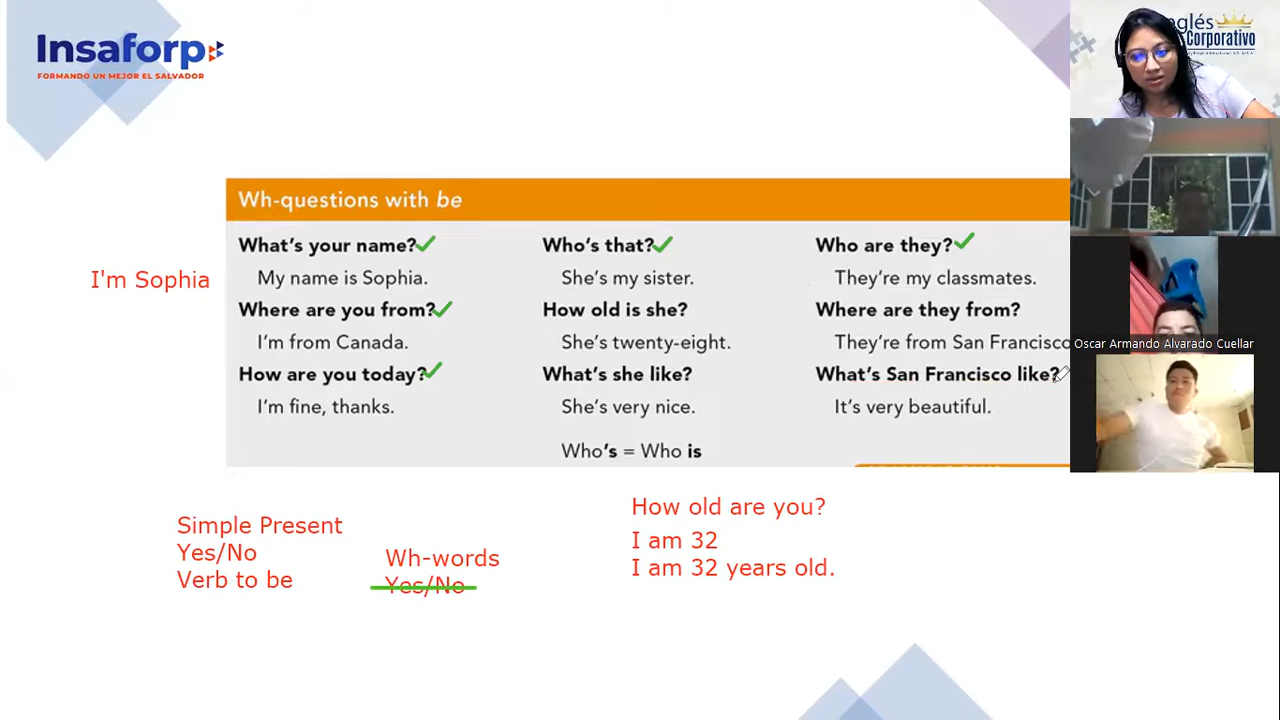 Insaforp
FORMANDO UN MEJOR EL SALVADOR
Corporativo
Wh-questions with be
What's your name?
My name is Sophia.
Where are you from?
I'm from Canada.
How are you today?
I'm fine, thanks.
Who's that?
She's my sister.
How old is she?
She's twenty-eight.
What's she like?
She's very nice.
Who's = Who is
Who are they?
They're my classmates.
Where are they from?
They're from San Francisco
What's San Francisco like?
It's very beautiful.
I'm Sophia
Oscar Armando Alvarado Cuellar
Simple Present
Yes/No
Verb to be
Wh-words
Yes/No
How old are you?
I am 32
I am 32 years old.